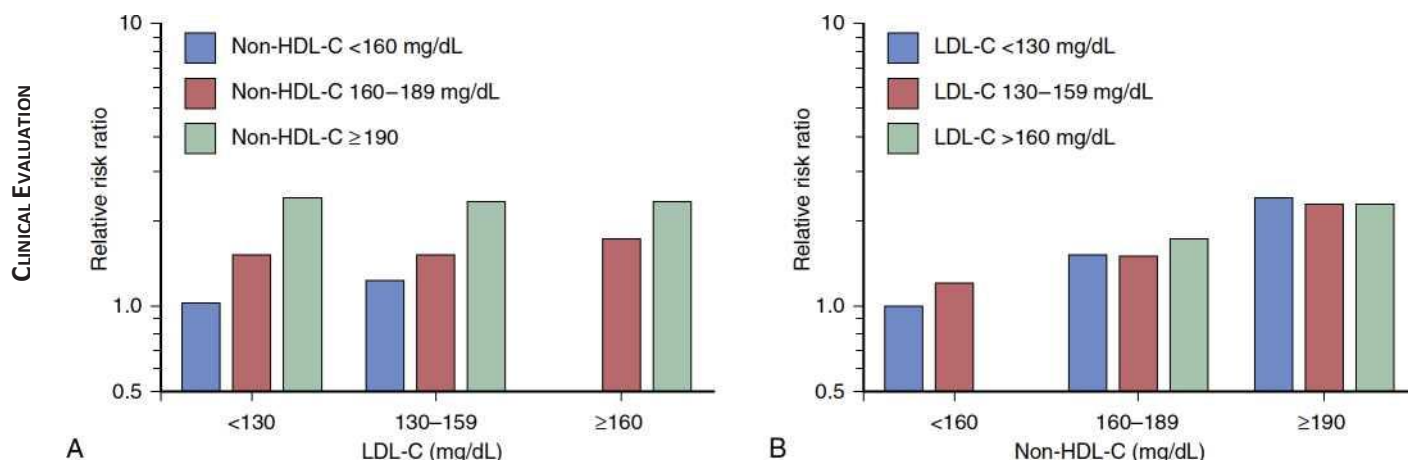 CLINICAL EVALUATION
10
Non-HDL-C <160 mg/dL
Non-HDL-C 160–189 mg/dL
Non-HDL-C ≥190
Relative risk ratio
1.0
0.5
<130
130–159
≥160
A
LDL-C (mg/dL)
10
LDL-C <130 mg/dL
LDL-C 130–159 mg/dL
LDL-C >160 mg/dL
Relative risk ratio
1.0
0.5
<160
160–189
≥190
B
Non-HDL-C (mg/dL)